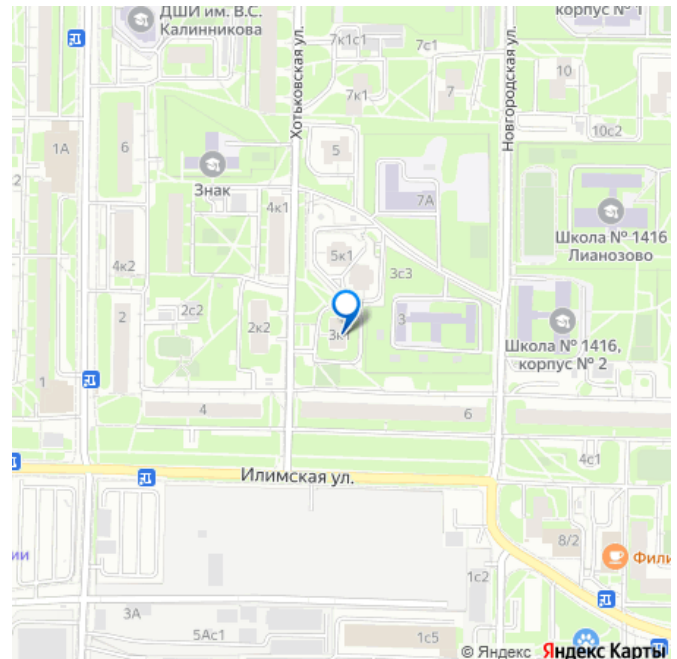 ДШИ им. В.С.
Калинникова
корпус № 1
Хотьковская ул.
Новгородская ул.
7к1с1
7с1
7к1
7
10
10с2
1А
6
5
Знак
4к1
7А
2
Школа № 1416
Лианозово
5к1
3с3
4к2
2с2
2
2к2
3к1
3
Школа № 1416,
корпус № 2
1
4
6
4с1
Илимская ул.
8/2
ии
Фили
1с2
3А
5Ас1
1с5
© Яндекс Яндекс Карты